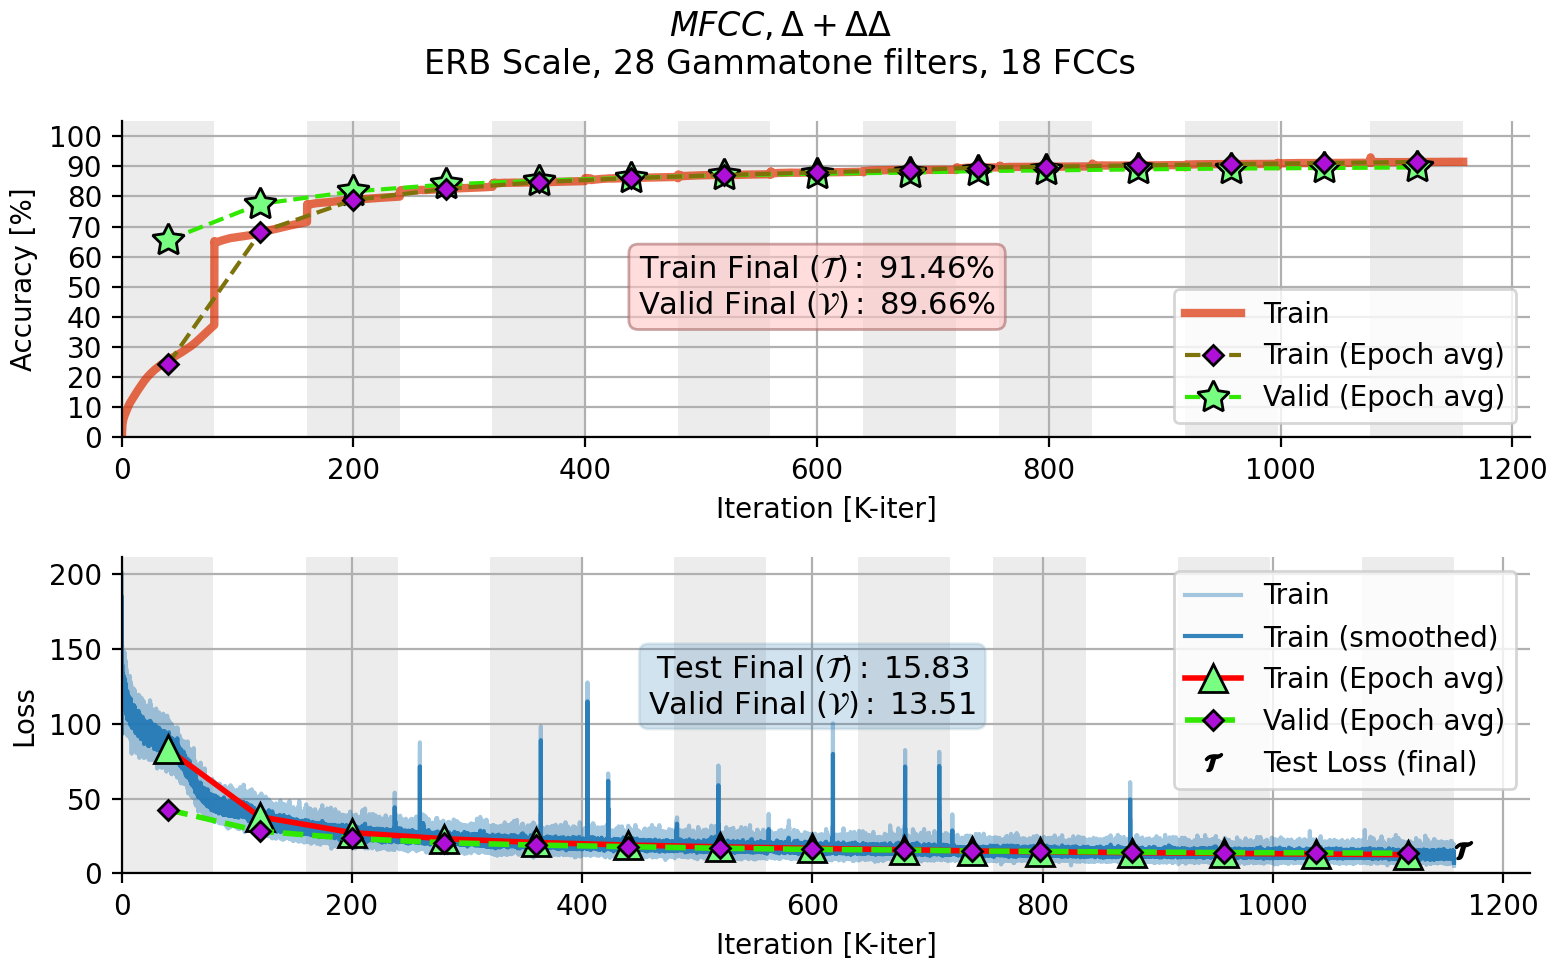 MFCC, Δ + ΔΔ
ERB Scale, 28 Gammatone filters, 18 FCCs
100
90
80
70
60
50
40
30
20
10
0
Accuracy [%]
Train Final (𝒯): 91.46%
Valid Final (𝒱): 89.66%
Train
Train (Epoch avg)
Valid (Epoch avg)
0 200 400 600 800 1000 1200
Iteration [K-iter]
200
150
100
50
0
Loss
Test Final (𝒯): 15.83
Valid Final (𝒱): 13.51
Train
Train (smoothed)
Train (Epoch avg)
Valid (Epoch avg)
𝒯 Test Loss (final)
𝒯
0 200 400 600 800 1000 1200
Iteration [K-iter]